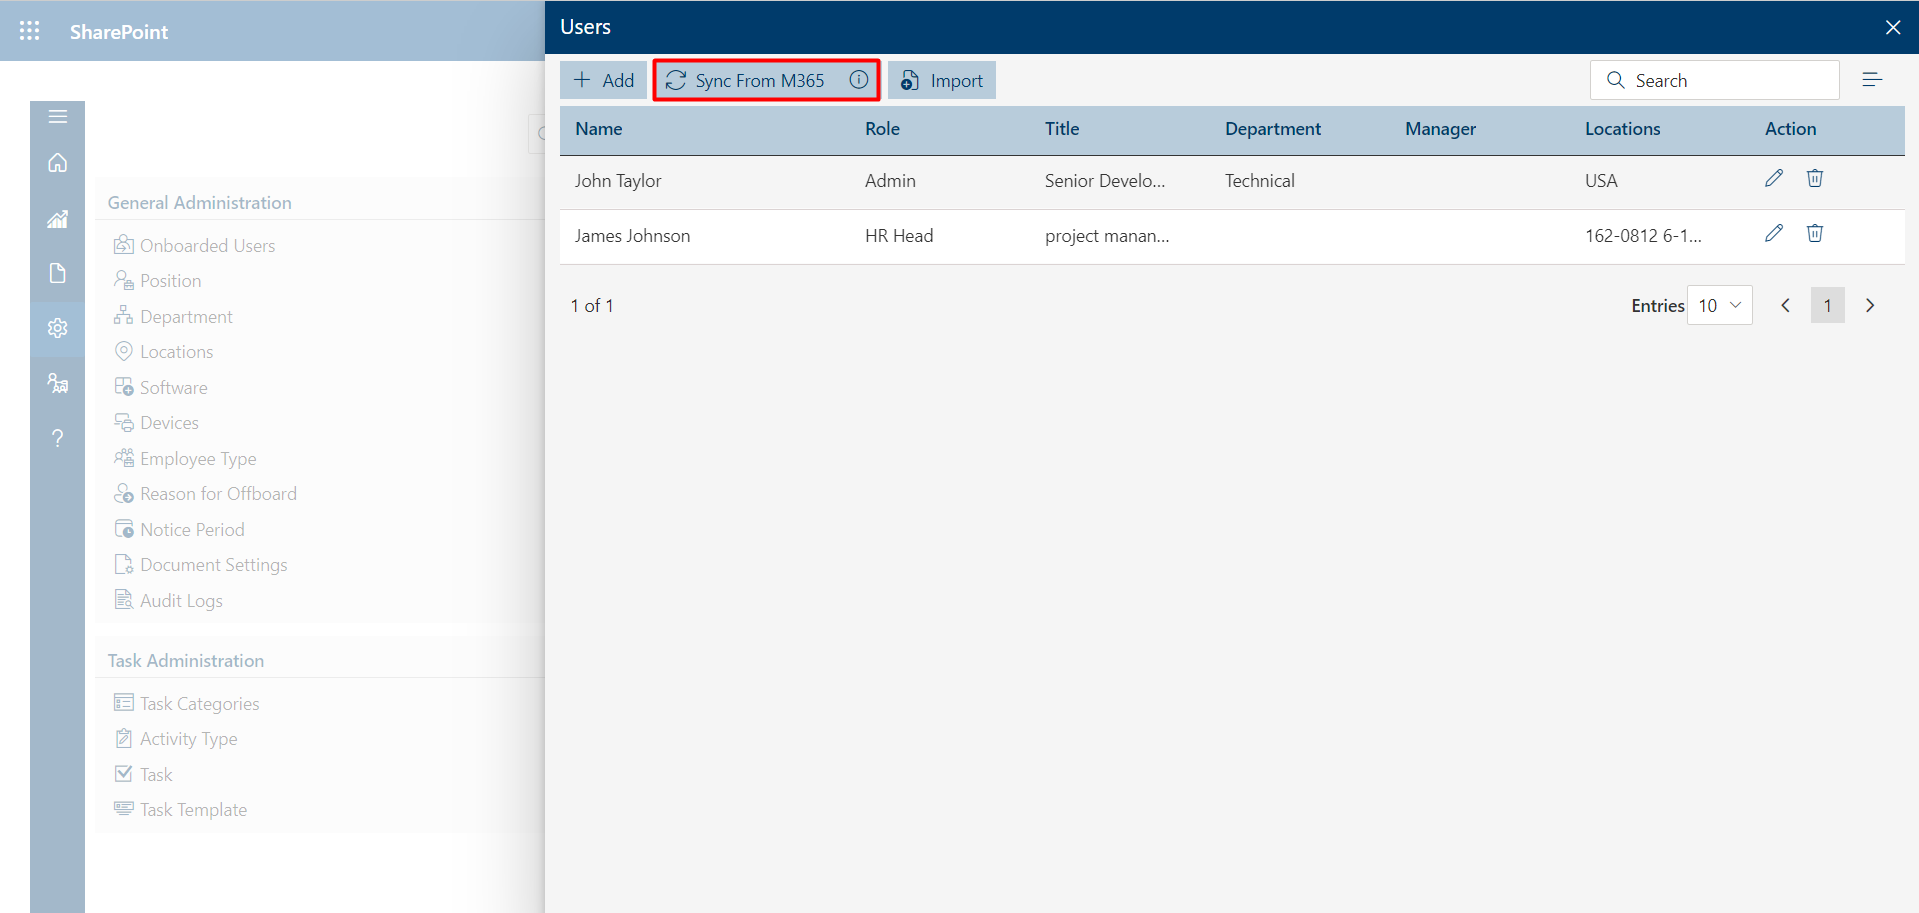 SharePoint
General Administration
Onboarded Users
Position
Department
Locations
Software
Devices
Employee Type
Reason for Offboard
Notice Period
Document Settings
Audit Logs
Task Administration
Task Categories
Activity Type
Task
Task Template
Users
Add Sync From M365 Import Search
Name Role Title Department Manager Locations Action
John Taylor Admin Senior Develo... Technical USA
James Johnson HR Head project manan... 162-0812 6-1...
1 of 1 Entries 10 1